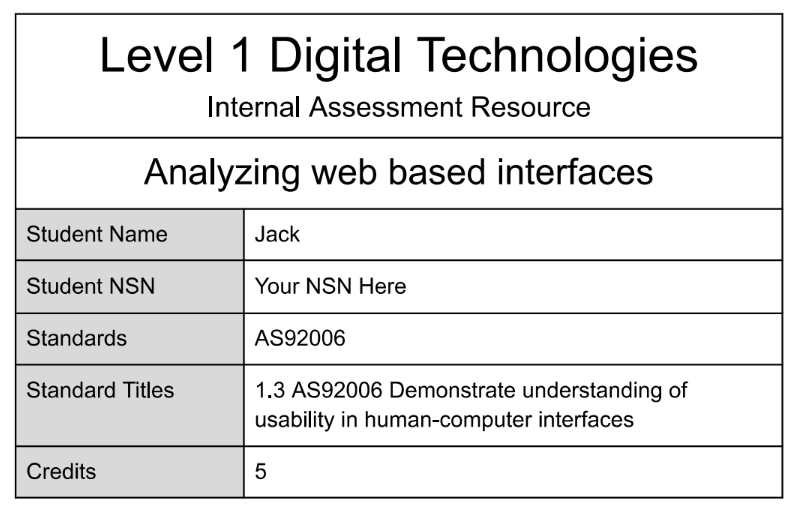 Level 1 Digital Technologies
Internal Assessment Resource
Analyzing web based interfaces
Student Name Jack
Student NSN Your NSN Here
Standards AS92006
Standard Titles 1.3 AS92006 Demonstrate understanding of
usability in human-computer interfaces
Credits 5